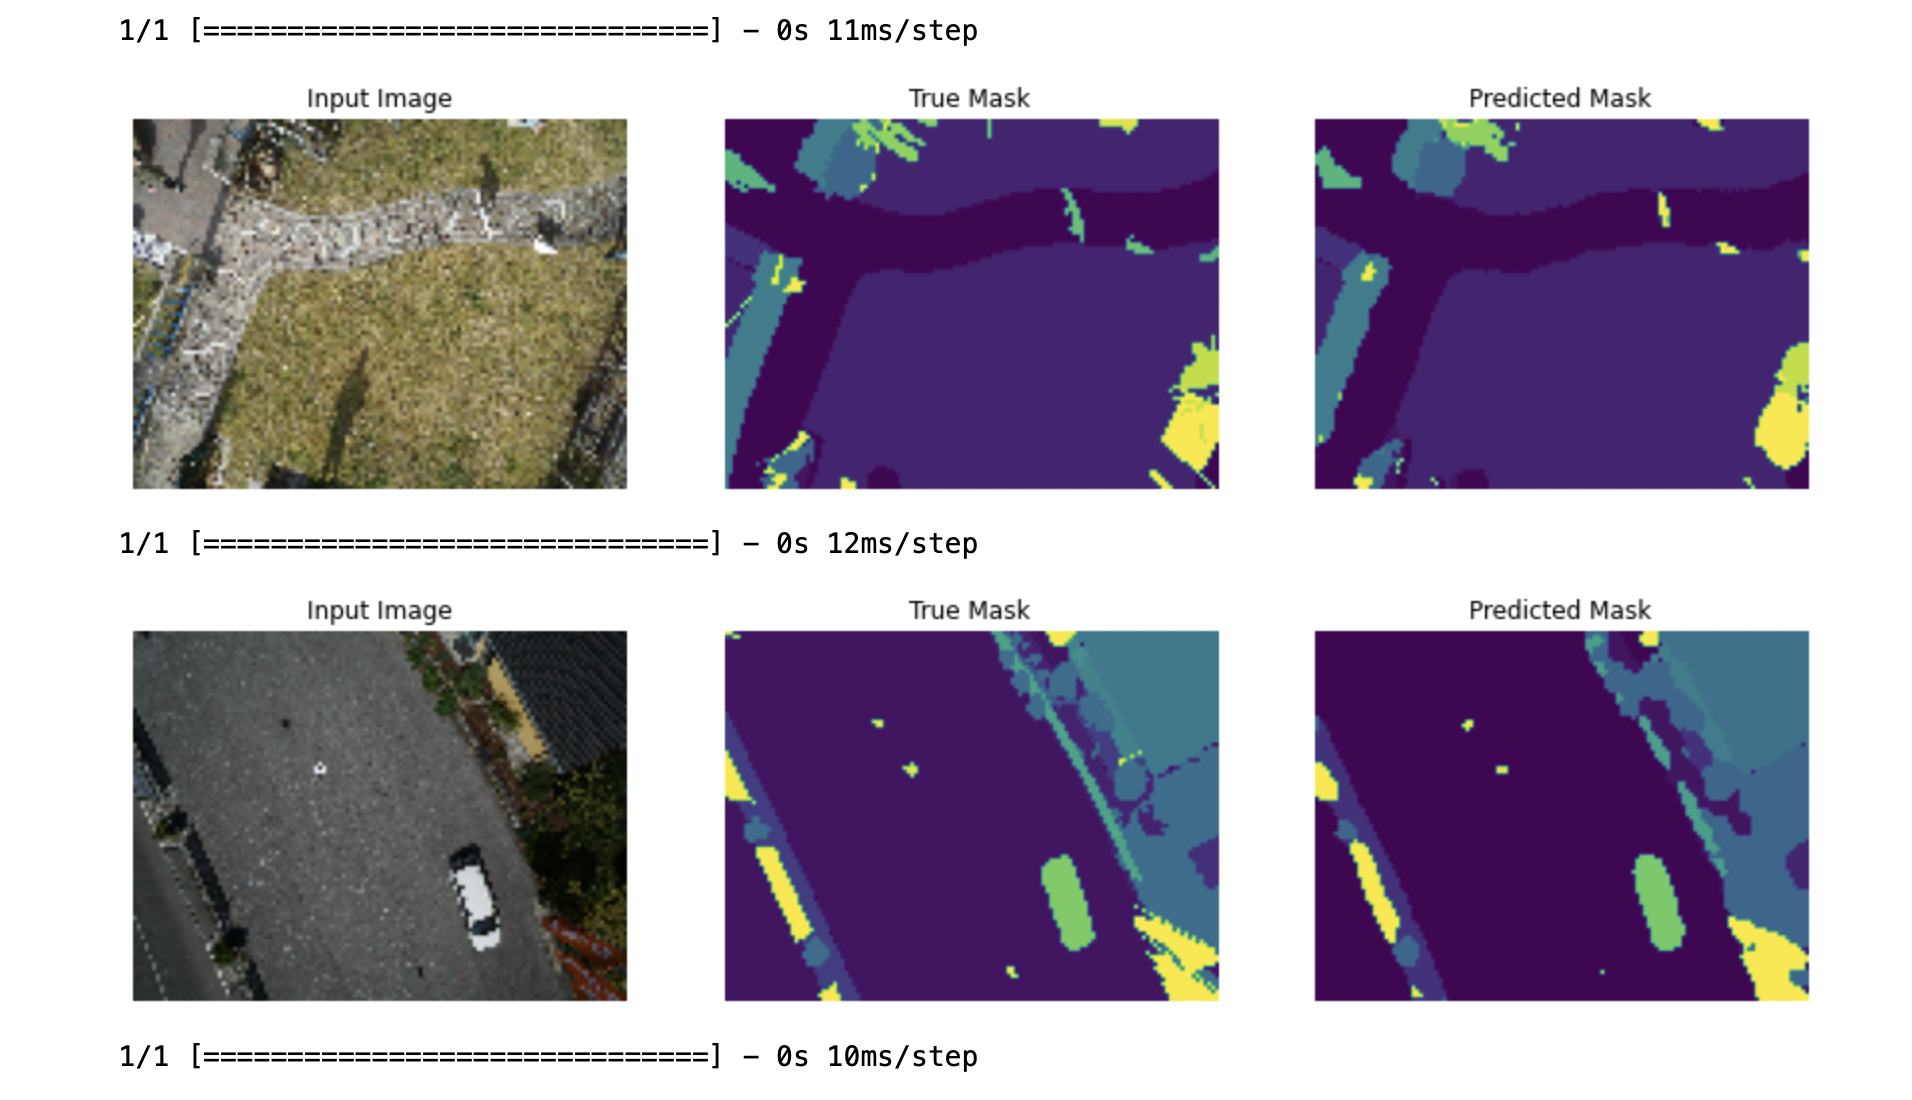 1/1 [==============================] - 0s 11ms/step
Input Image True Mask Predicted Mask
1/1 [==============================] - 0s 12ms/step
Input Image True Mask Predicted Mask
1/1 [==============================] - 0s 10ms/step